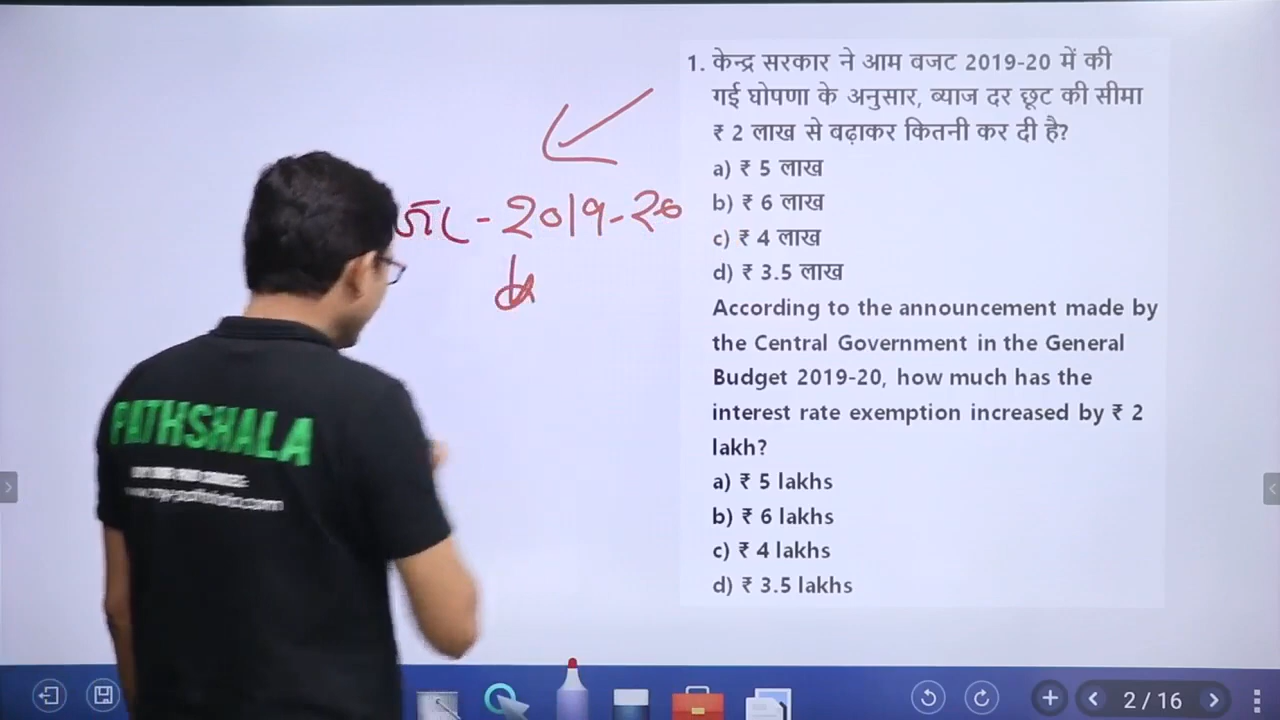 1. केन्द्र सरकार ने आम वजट 2019-20 में की
गई घोषणा के अनुसार, ब्याज दर छूट की सीमा
₹ 2 लाख से वढ़ाकर कितनी कर दी है?
a) ₹ 5 लाख
b) ₹ 6 लाख
c) ₹ 4 लाख
d) ₹ 3.5 लाख
According to the announcement made by
the Central Government in the General
Budget 2019-20, how much has the
interest rate exemption increased by ₹ 2
lakh?
a) ₹ 5 lakhs
b) ₹ 6 lakhs
c) ₹ 4 lakhs
d) ₹ 3.5 lakhs
2019-20
PATHSHALA
2 / 16